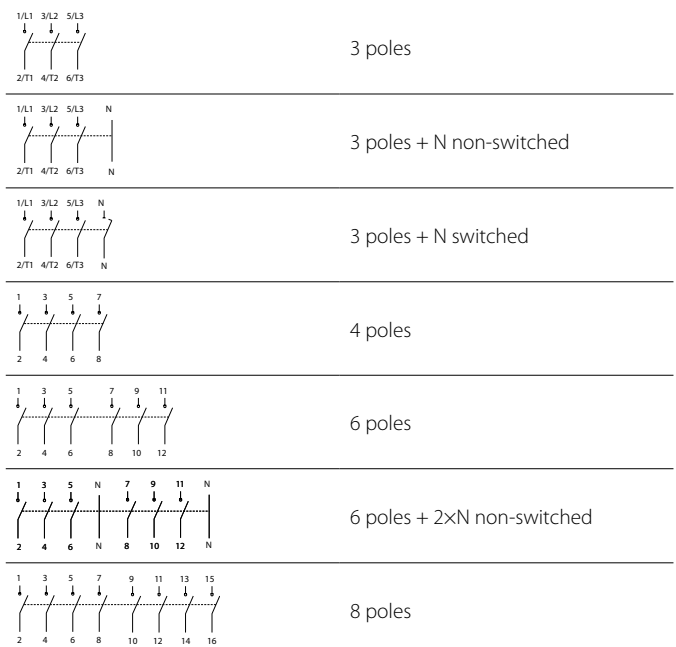 1/L1 3/L2 5/L3
3 poles
2/T1 4/T2 6/T3
1/L1 3/L2 5/L3 N
3 poles + N non-switched
2/T1 4/T2 6/T3 N
1/L1 3/L2 5/L3 N
3 poles + N switched
2/T1 4/T2 6/T3 N
1 3 5 7
4 poles
2 4 6 8
1 3 5 7 9 11
6 poles
2 4 6 8 10 12
1 3 5 N 7 9 11 N
6 poles + 2×N non-switched
2 4 6 N 8 10 12 N
1 3 5 7 9 11 13 15
8 poles
2 4 6 8 10 12 14 16